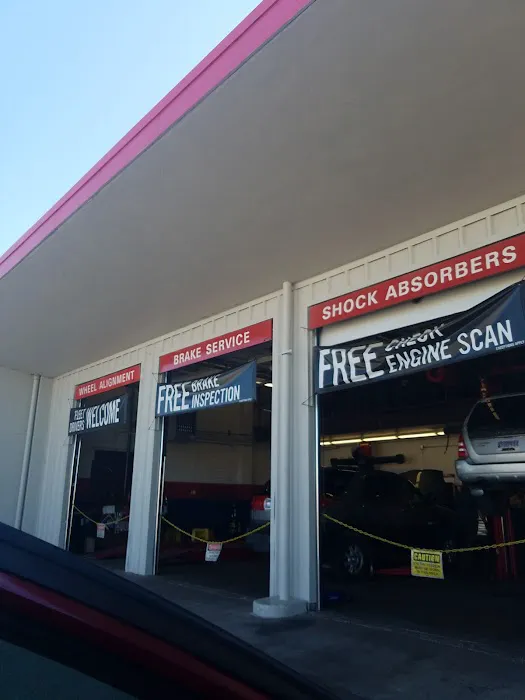 WHEEL ALIGNMENT
FLEET
DRIVERS
WELCOME
BRAKE SERVICE
FREE BRAKE
INSPECTION
SHOCK ABSORBERS
FREE CHECK
ENGINE SCAN
CAUTION